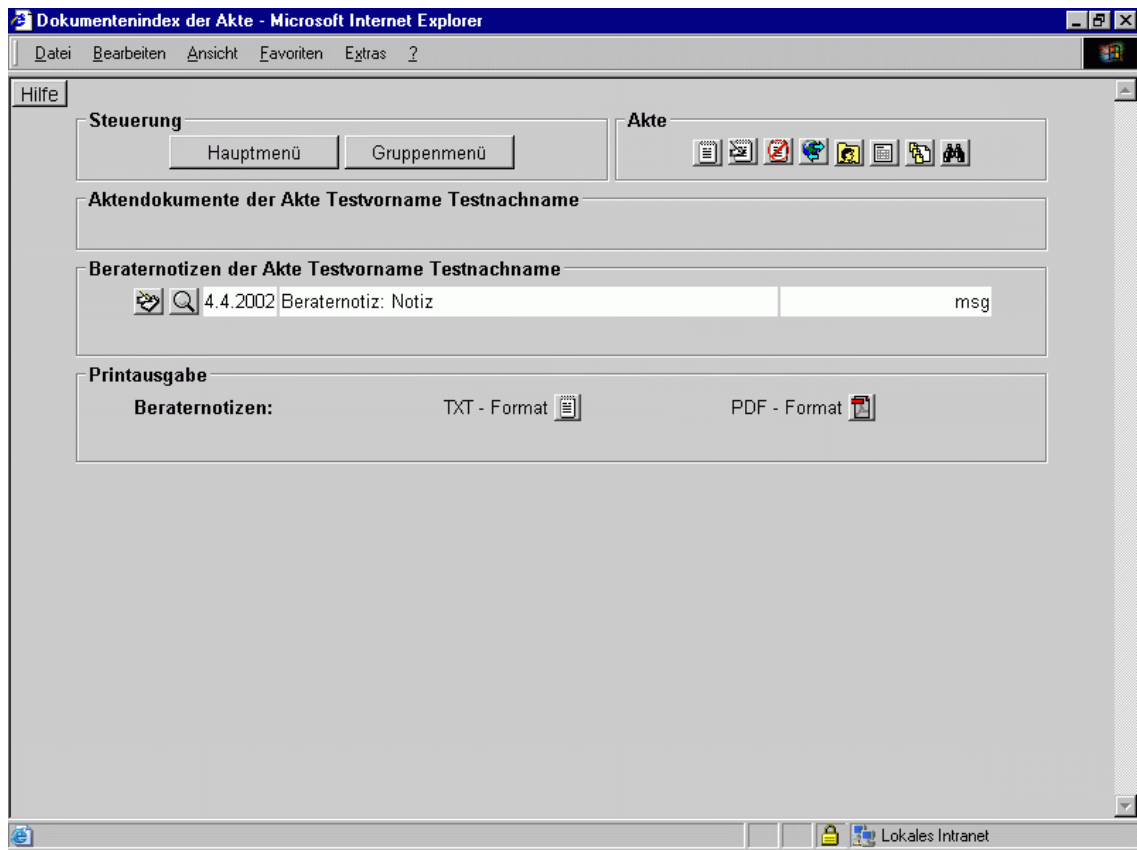 Dokumentenindex der Akte - Microsoft Internet Explorer
Datei Bearbeiten Ansicht Favoriten Extras ?
Hilfe
Steuerung
Hauptmenü Gruppenmenü
Akte
Aktendokumente der Akte Testvorname Testnachname
Beraternotizen der Akte Testvorname Testnachname
4.4.2002 Beraternotiz: Notiz msg
Printausgabe
Beraternotizen: TXT - Format PDF - Format
Lokales Intranet